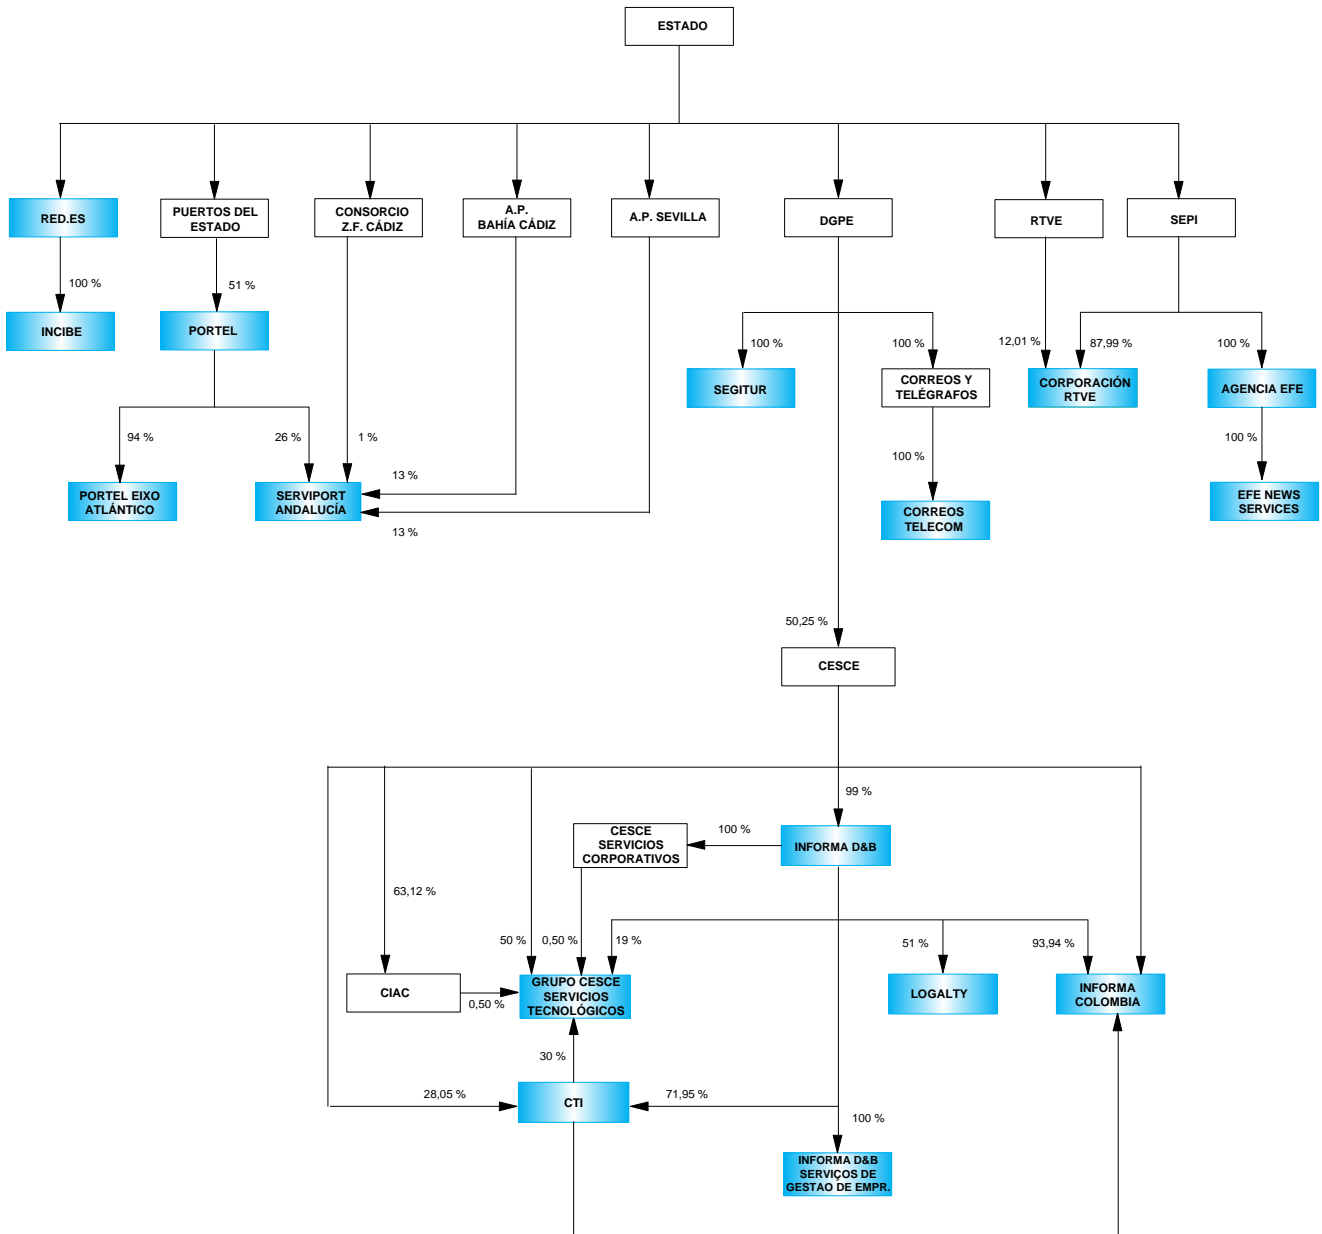 ESTADO
RED.ES
PUERTOS DEL
ESTADO
CONSORCIO
Z.F. CÁDIZ
A.P.
BAHÍA CÁDIZ
A.P. SEVILLA
DGPE
RTVE
SEPI
100 %
51 %
INCIBE
PORTEL
100 %
100 %
12,01 %
87,99 %
100 %
SEGITUR
CORREOS Y
TELÉGRAFOS
CORPORACIÓN
RTVE
AGENCIA EFE
94 %
26 %
1 %
13 %
100 %
100 %
PORTEL EIXO
ATLÁNTICO
SERVIPORT
ANDALUCÍA
13 %
CORREOS
TELECOM
EFE NEWS
SERVICES
50,25 %
CESCE
99 %
CESCE
SERVICIOS
CORPORATIVOS
100 %
INFORMA D&B
63,12 %
50 %
0,50 %
19 %
51 %
93,94 %
CIAC
0,50 %
GRUPO CESCE
SERVICIOS
TECNOLÓGICOS
LOGALTY
INFORMA
COLOMBIA
30 %
28,05 %
CTI
71,95 %
100 %
INFORMA D&B
SERVIÇOS DE
GESTAO DE EMPR.